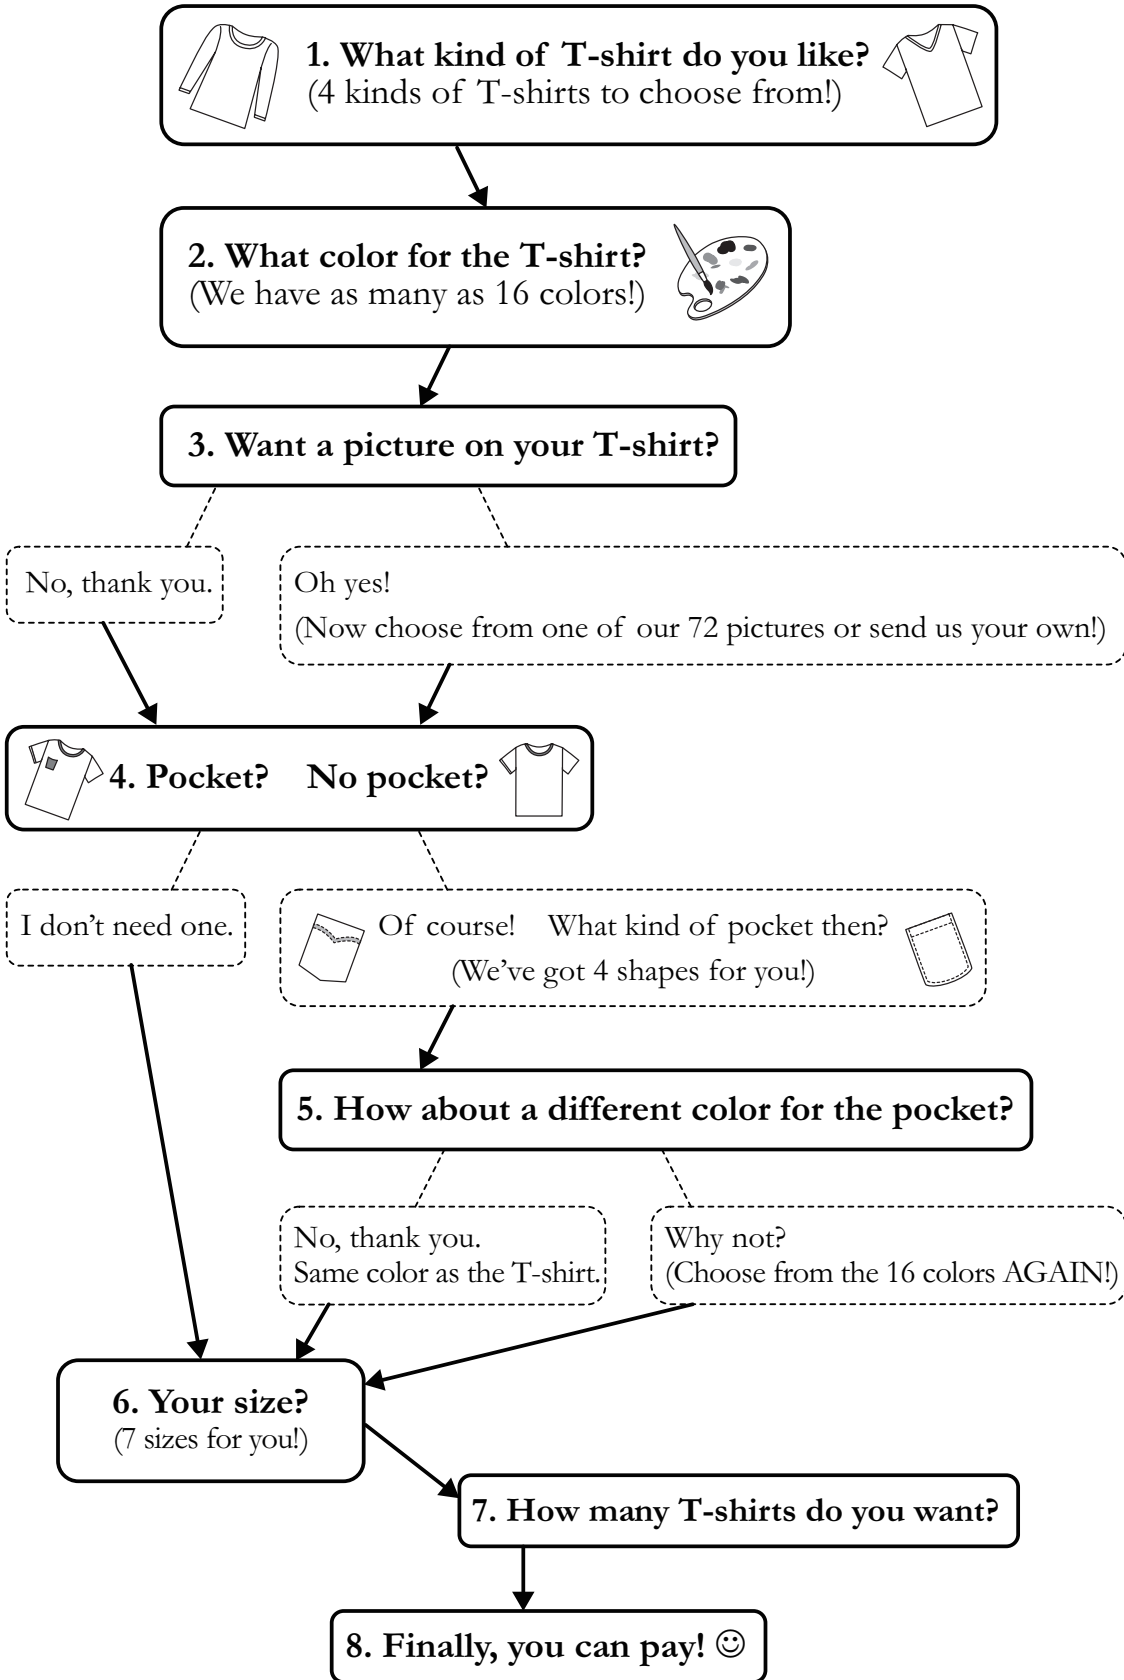 1. What kind of T-shirt do you like?
(4 kinds of T-shirts to choose from!)
2. What color for the T-shirt?
(We have as many as 16 colors!)
3. Want a picture on your T-shirt?
No, thank you.
Oh yes!
(Now choose from one of our 72 pictures or send us your own!)
4. Pocket? No pocket?
I don't need one.
Of course! What kind of pocket then?
(We've got 4 shapes for you!)
5. How about a different color for the pocket?
No, thank you.
Same color as the T-shirt.
Why not?
(Choose from the 16 colors AGAIN!)
6. Your size?
(7 sizes for you!)
7. How many T-shirts do you want?
8. Finally, you can pay! ☺